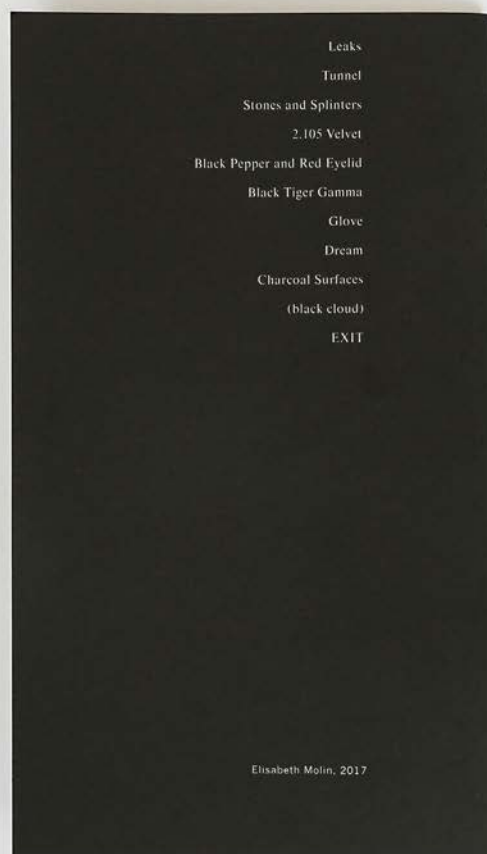 Leaks
Tunnel
Stones and Splinters
2.105 Velvet
Black Pepper and Red Eyelid
Black Tiger Gamma
Glove
Dream
Charcoal Surfaces
(black cloud)
EXIT
Elisabeth Molin, 2017